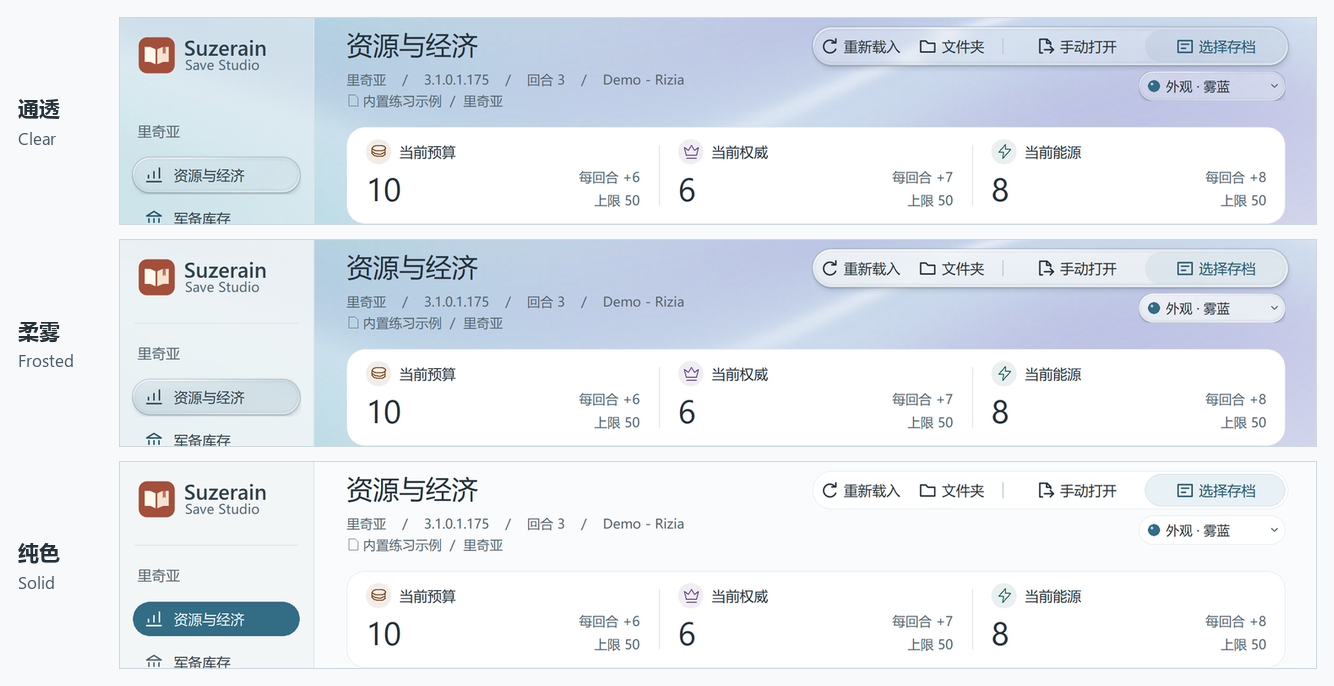 通透
Clear
Suzerain
Save Studio
里奇亚
资源与经济
军备库存
资源与经济
里奇亚 / 3.1.0.1.175 / 回合 3 / Demo - Rizia
内置练习示例 / 里奇亚
重新载入 文件夹 手动打开 选择存档
外观 · 雾蓝
当前预算
10
每回合 +6
上限 50
当前权威
6
每回合 +7
上限 50
当前能源
8
每回合 +8
上限 50
柔雾
Frosted
Suzerain
Save Studio
里奇亚
资源与经济
军备库存
资源与经济
里奇亚 / 3.1.0.1.175 / 回合 3 / Demo - Rizia
内置练习示例 / 里奇亚
重新载入 文件夹 手动打开 选择存档
外观 · 雾蓝
当前预算
10
每回合 +6
上限 50
当前权威
6
每回合 +7
上限 50
当前能源
8
每回合 +8
上限 50
纯色
Solid
Suzerain
Save Studio
里奇亚
资源与经济
军备库存
资源与经济
里奇亚 / 3.1.0.1.175 / 回合 3 / Demo - Rizia
内置练习示例 / 里奇亚
重新载入 文件夹 手动打开 选择存档
外观 · 雾蓝
当前预算
10
每回合 +6
上限 50
当前权威
6
每回合 +7
上限 50
当前能源
8
每回合 +8
上限 50